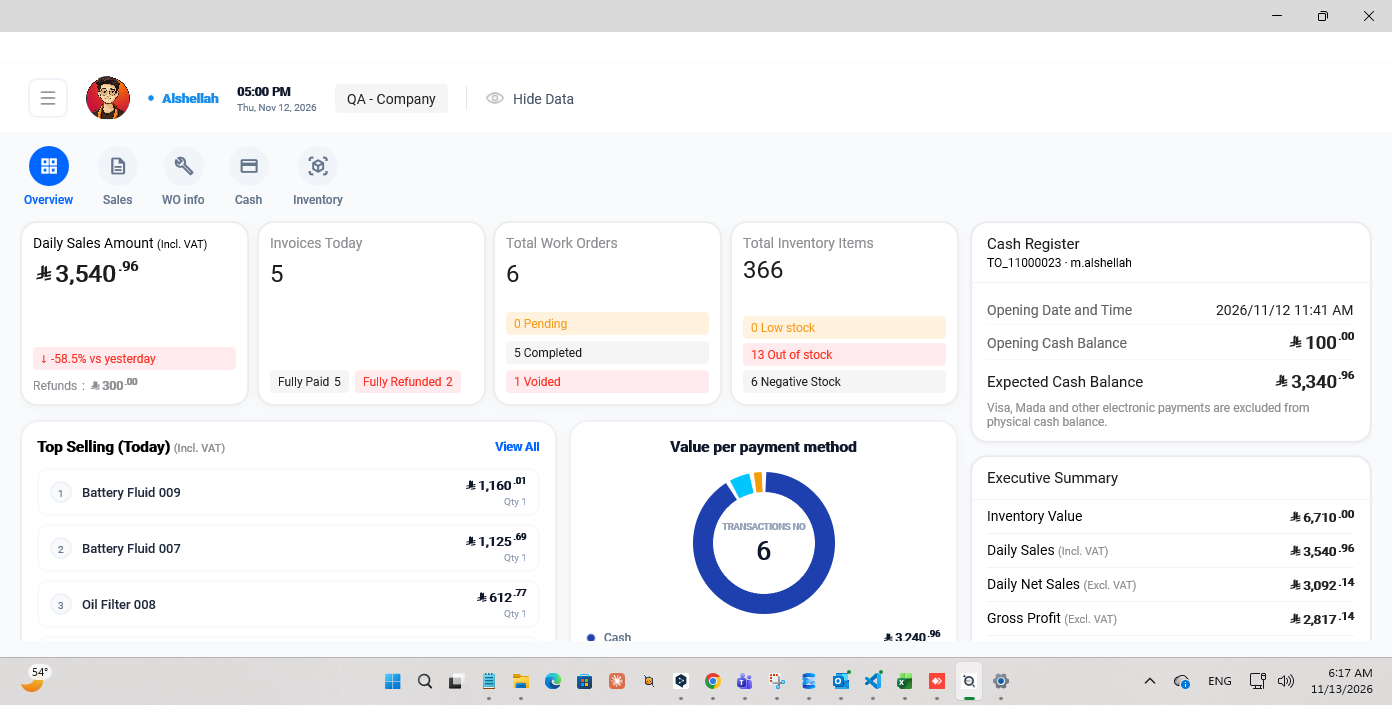 Alshellah
05:00 PM
Thu, Nov 12, 2026
QA - Company
Hide Data
Overview
Sales
WO info
Cash
Inventory
Daily Sales Amount (Incl. VAT)
⃁ 3,540.96
↓ -58.5% vs yesterday
Refunds : ⃁ 300.00
Invoices Today
5
Fully Paid 5
Fully Refunded 2
Total Work Orders
6
0 Pending
5 Completed
1 Voided
Total Inventory Items
366
0 Low stock
13 Out of stock
6 Negative Stock
Cash Register
TO_11000023 · m.alshellah
Opening Date and Time 2026/11/12 11:41 AM
Opening Cash Balance ⃁ 100.00
Expected Cash Balance ⃁ 3,340.96
Visa, Mada and other electronic payments are excluded from
physical cash balance.
Top Selling (Today) (Incl. VAT)
View All
1 Battery Fluid 009 ⃁ 1,160.01
Qty 1
2 Battery Fluid 007 ⃁ 1,125.69
Qty 1
3 Oil Filter 008 ⃁ 612.77
Qty 1
Value per payment method
TRANSACTIONS NO
6
Cash ⃁ 3,240.96
Executive Summary
Inventory Value ⃁ 6,710.00
Daily Sales (Incl. VAT) ⃁ 3,540.96
Daily Net Sales (Excl. VAT) ⃁ 3,092.14
Gross Profit (Excl. VAT) ⃁ 2,817.14
54°
ENG
6:17 AM
11/13/2026